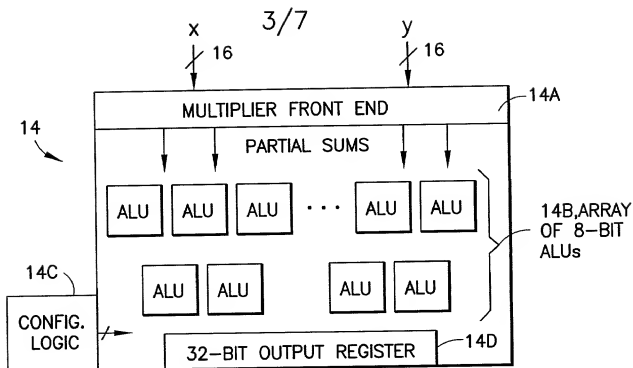 3/7
x
y
16
16
MULTIPLIER FRONT END
14A
14
PARTIAL SUMS
ALU ALU ALU ... ALU ALU
14B,ARRAY
OF 8-BIT
ALUs
14C
ALU ALU ALU ALU
CONFIG.
LOGIC
32-BIT OUTPUT REGISTER
14D